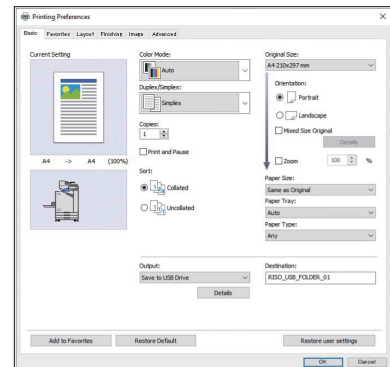 Printing Preferences
Basic Favorites Layout Finishing Image Advanced
Current Setting
A4 -> A4 (100%)
Color Mode:
Auto
Duplex/Simplex:
Simplex
Copies:
1
Print and Pause
Sort:
Collated
Uncollated
Original Size:
A4 210x297 mm
Orientation:
Portrait
Landscape
Mixed Size Original
Details
Zoom 100 %
Paper Size:
Same as Original
Paper Tray:
Auto
Paper Type:
Any
Output:
Save to USB Drive
Details
Destination:
RISO_USB_FOLDER_01
Add to Favorites Restore Default Restore user settings
OK Cancel